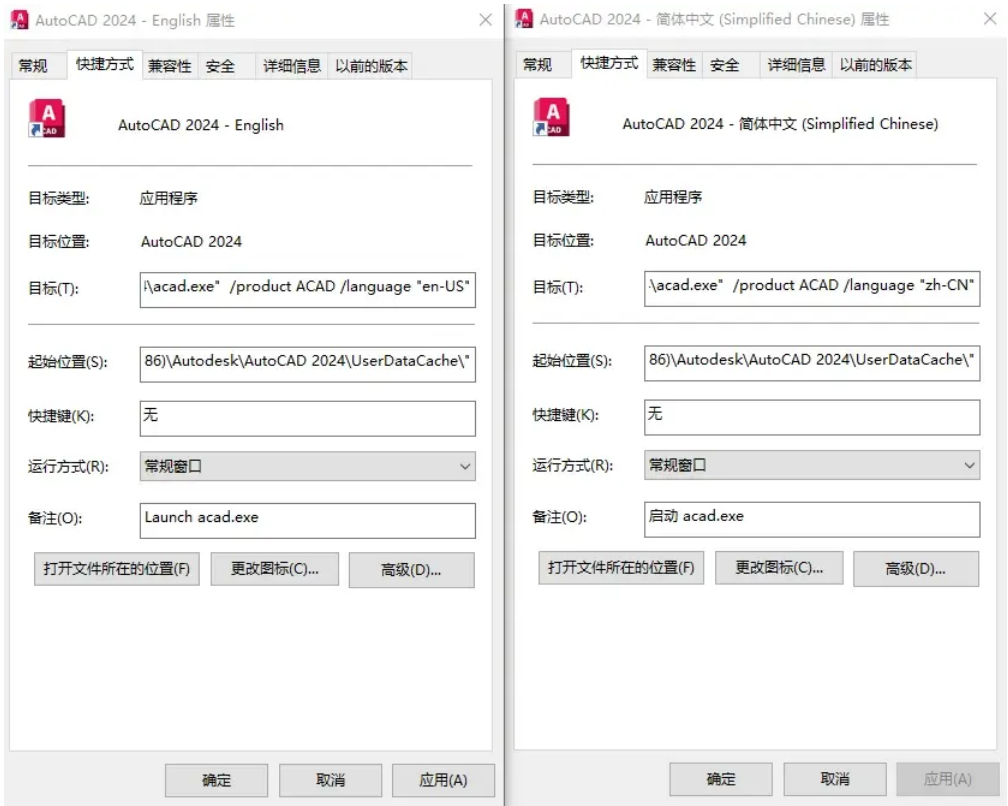 AutoCAD 2024 - English 属性
常规 快捷方式 兼容性 安全 详细信息 以前的版本
A
CAD
AutoCAD 2024 - English
目标类型: 应用程序
目标位置: AutoCAD 2024
目标(T): \acad.exe" /product ACAD /language "en-US"
起始位置(S): 86)\Autodesk\AutoCAD 2024\UserDataCache\"
快捷键(K): 无
运行方式(R): 常规窗口
备注(O): Launch acad.exe
打开文件所在的位置(F) 更改图标(C)... 高级(D)...
确定 取消 应用(A)
AutoCAD 2024 - 简体中文 (Simplified Chinese) 属性
常规 快捷方式 兼容性 安全 详细信息 以前的版本
A
CAD
AutoCAD 2024 - 简体中文 (Simplified Chinese)
目标类型: 应用程序
目标位置: AutoCAD 2024
目标(T): \acad.exe" /product ACAD /language "zh-CN"
起始位置(S): 86)\Autodesk\AutoCAD 2024\UserDataCache\"
快捷键(K): 无
运行方式(R): 常规窗口
备注(O): 启动 acad.exe
打开文件所在的位置(F) 更改图标(C)... 高级(D)...
确定 取消 应用(A)